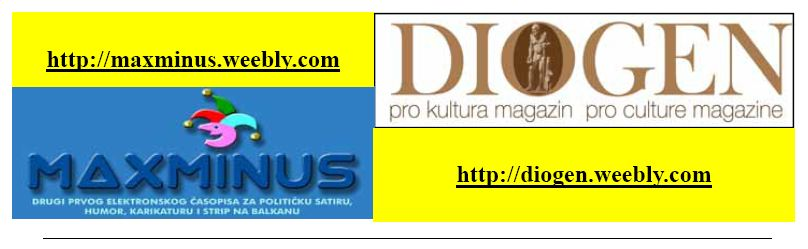 http://maxminus.weebly.com
MAXMINUS
DRUGI PRVOG ELEKTRONSKOG ČASOPISA ZA POLITIČKU SATIRU,
HUMOR, KARIKATURU I STRIP NA BALKANU
DIOGEN
pro kultura magazin pro culture magazine
http://diogen.weebly.com